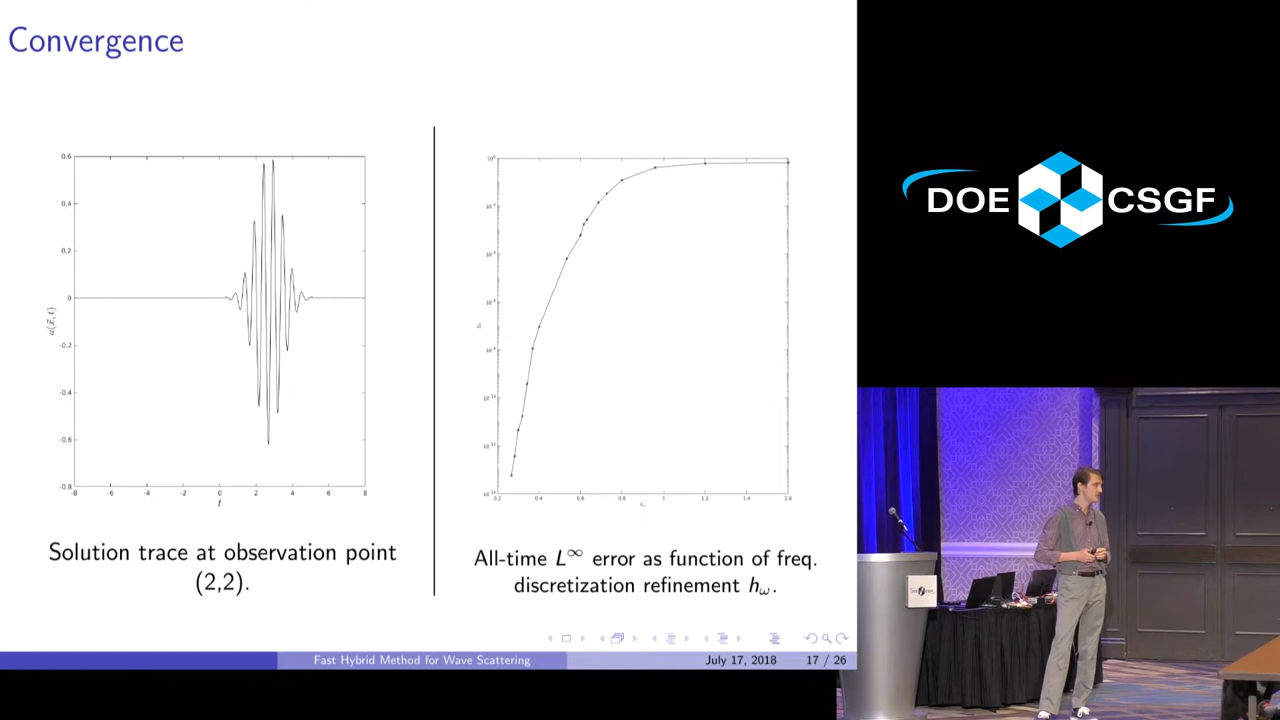 Convergence
0.6
0.4
0.2
0
-0.2
-0.4
-0.6
-0.8
-8 -6 -4 -2 0 2 4 6 8
t
u(x⃗, t)
0.2 0.4 0.6 0.8 1 1.2 1.4 1.6
Solution trace at observation point
(2,2).
All-time L∞ error as function of freq.
discretization refinement hω.
Fast Hybrid Method for Wave Scattering
July 17, 2018
17 / 26
DOE CSGF
DOE CSGF